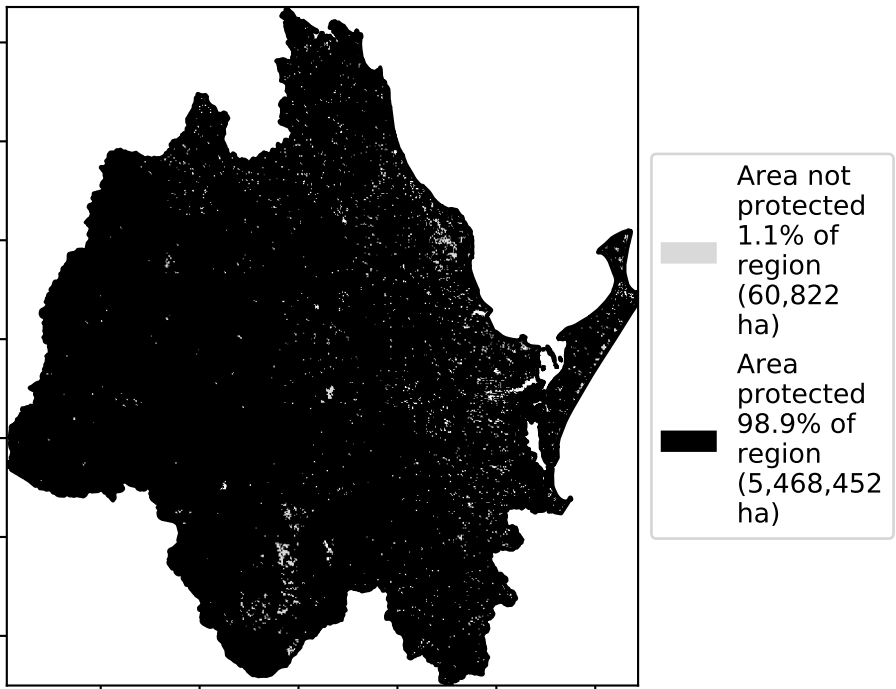 Area not
protected
1.1% of
region
(60,822
ha)
Area
protected
98.9% of
region
(5,468,452
ha)